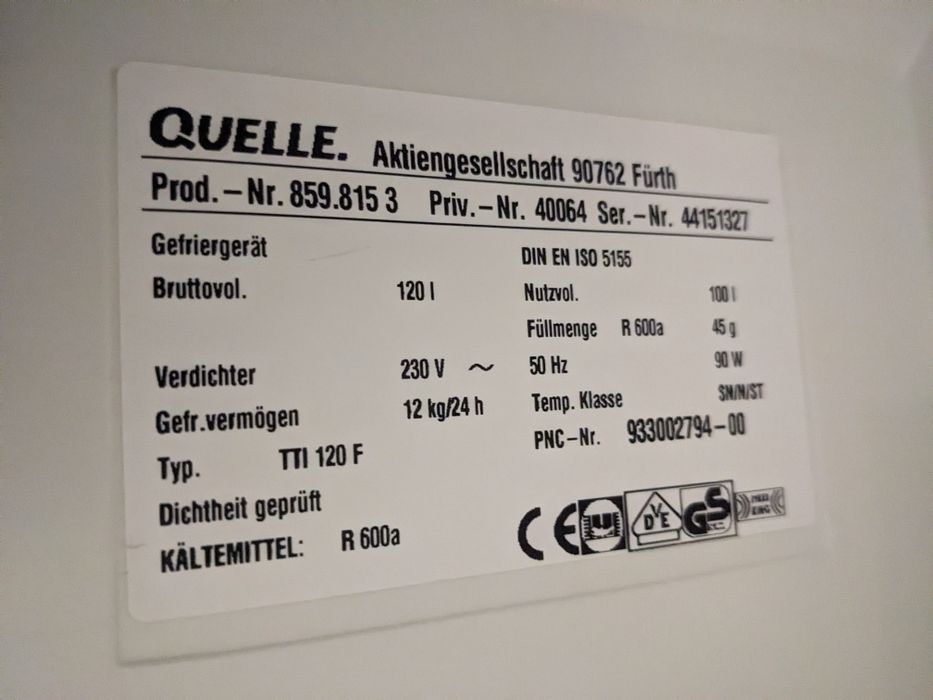 QUELLE. Aktiengesellschaft 90762 Fürth
Prod.-Nr. 859.815 3 Priv.-Nr. 40064 Ser.-Nr. 44151327
Gefriergerät DIN EN ISO 5155
Bruttovol. 120 l Nutzvol. 100 l
Füllmenge R 600a 45 g
Verdichter 230 V ~ 50 Hz 90 W
Gefr.vermögen 12 kg/24 h Temp. Klasse SN/N/ST
Typ. TTI 120 F PNC-Nr. 933002794-00
Dichtheit geprüft
KÄLTEMITTEL: R 600a CE DVE GS